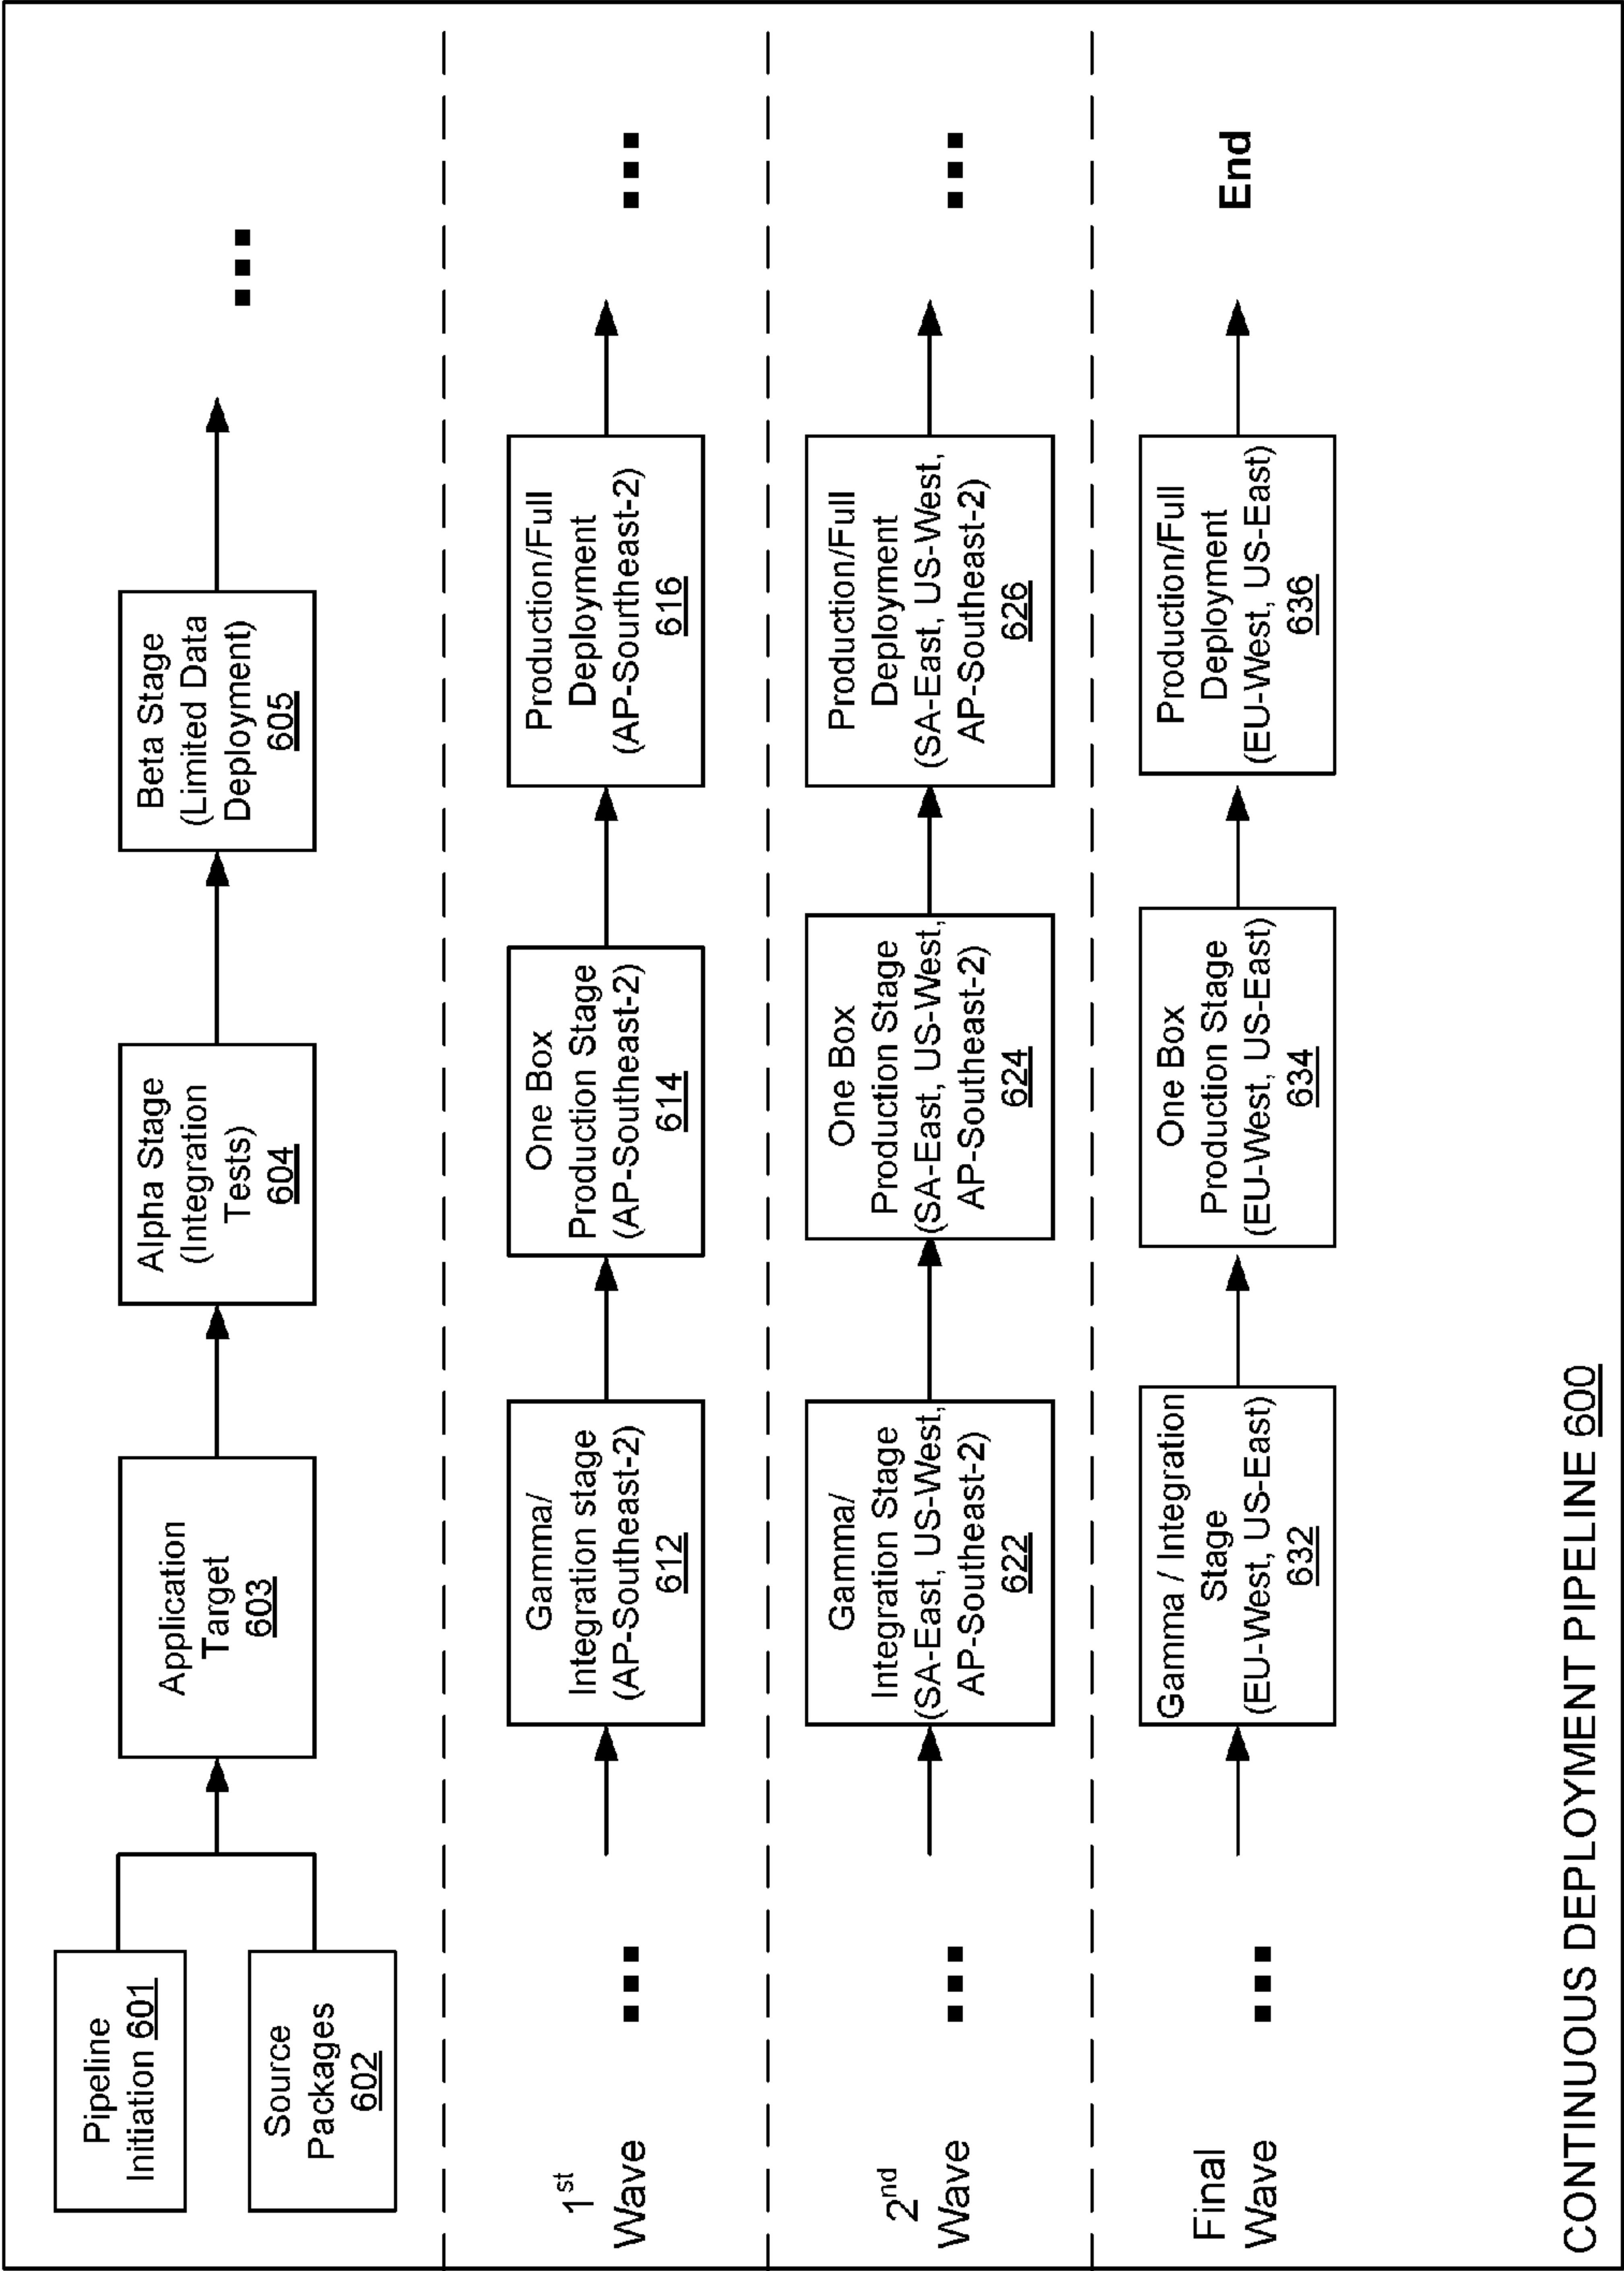 Pipeline
Initiation 601
Source
Packages
602
Application
Target
603
Alpha Stage
(Integration
Tests)
604
Beta Stage
(Limited Data
Deployment)
605
1st
Wave
Gamma/
Integration stage
(AP-Southeast-2)
612
One Box
Production Stage
(AP-Southeast-2)
614
Production/Full
Deployment
(AP-Sourtheast-2)
616
2nd
Wave
Gamma/
Integration Stage
(SA-East, US-West,
AP-Southeast-2)
622
One Box
Production Stage
(SA-East, US-West,
AP-Southeast-2)
624
Production/Full
Deployment
(SA-East, US-West,
AP-Southeast-2)
626
Final
Wave
Gamma / Integration
Stage
(EU-West, US-East)
632
One Box
Production Stage
(EU-West, US-East)
634
Production/Full
Deployment
(EU-West, US-East)
636
End
CONTINUOUS DEPLOYMENT PIPELINE 600